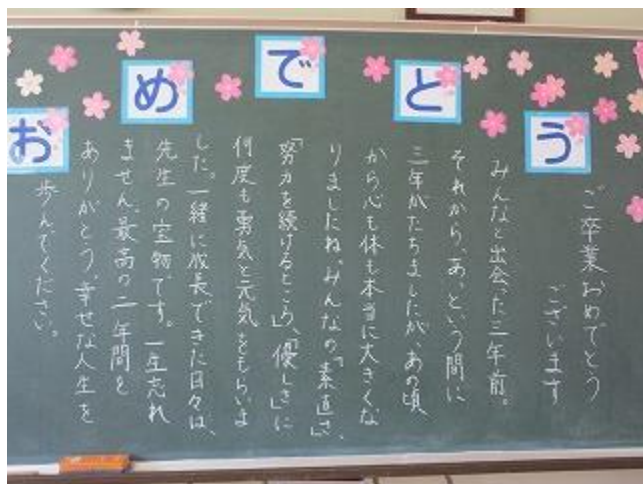 おめでとう
ご卒業おめでとう
ございます
みんなと出会った三年前。
それから、あっという間に
三年がたちましたが、あの頃
から心も体も本当に大きくな
りましたね。みんなの「素直さ」、
「努力を続けるところ」、「優しさ」に
何度も勇気と元気をもらいま
した。一緒に成長できた日々は、
先生の宝物です。一生忘れ
ません。最高の二年間を
ありがとう。幸せな人生を
歩んでください。